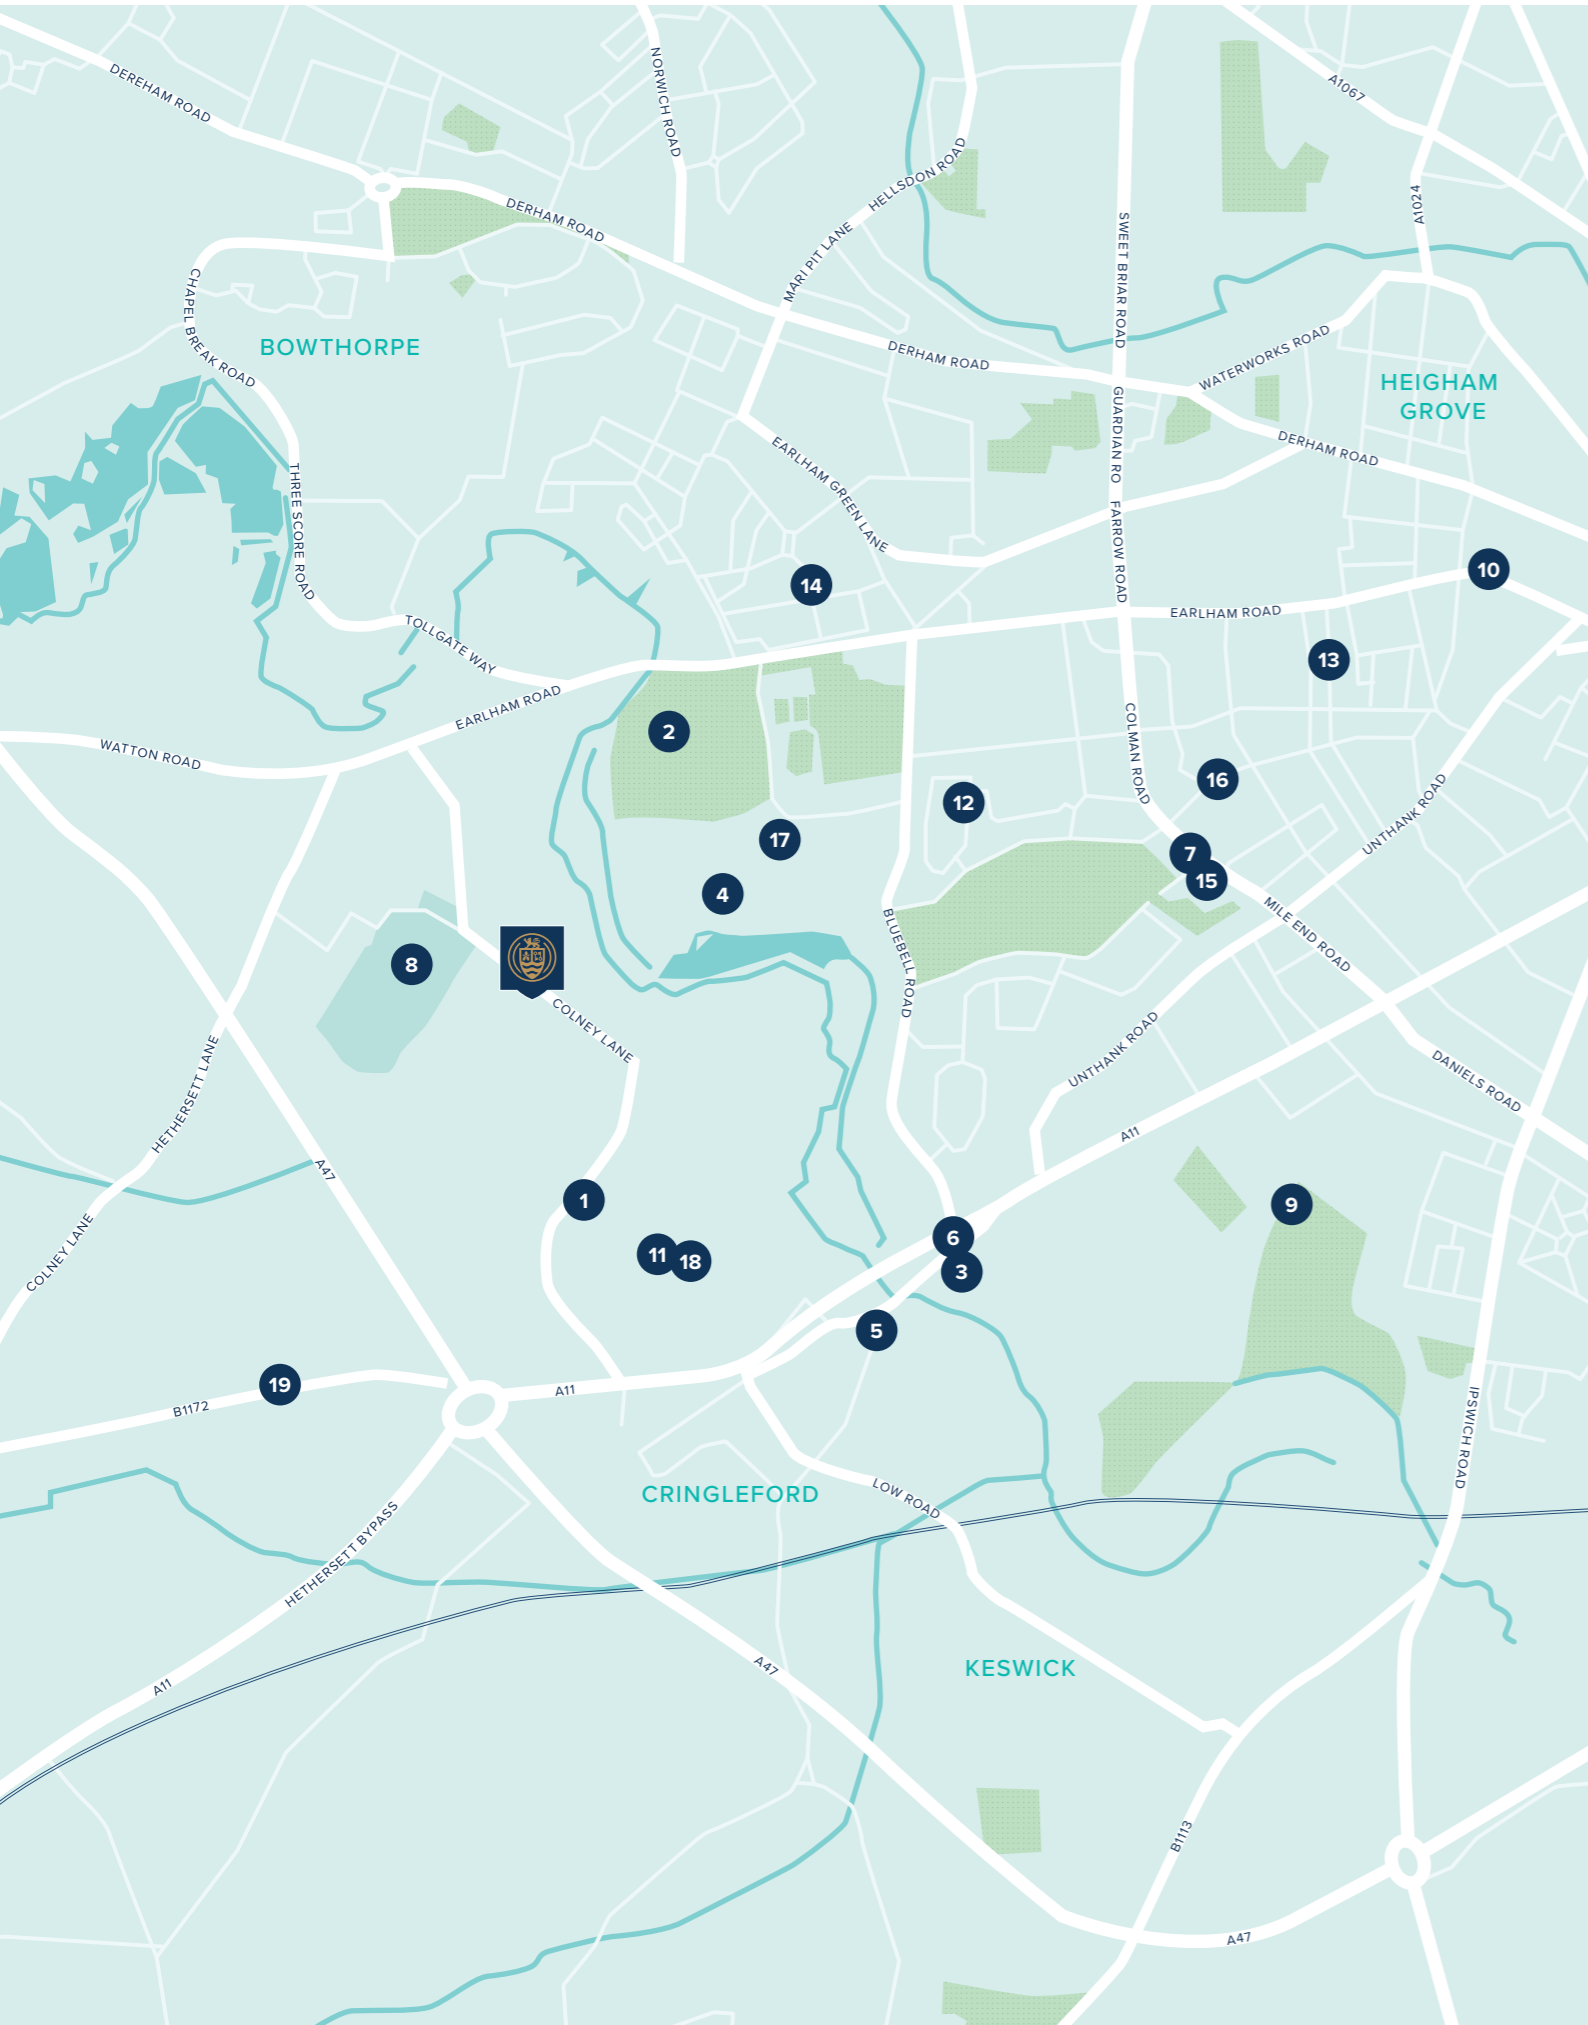 DEREHAM ROAD
NORWICH ROAD
A1067
HELLSDON ROAD
A1024
DERHAM ROAD
MARI PIT LANE
SWEET BRIAR ROAD
CHAPEL BREAK ROAD
BOWTHORPE
DERHAM ROAD
WATERWORKS ROAD
HEIGHAM
GROVE
GUARDIAN RO
DERHAM ROAD
EARLHAM GREEN LANE
THREE SCORE ROAD
FARROW ROAD
14
10
EARLHAM ROAD
TOLLGATE WAY
13
EARLHAM ROAD
2
WATTON ROAD
COLMAN ROAD
16
12
UNTHANK ROAD
17
7
15
4
MILE END ROAD
BLUEBELL ROAD
8
COLNEY LANE
UNTHANK ROAD
HETHERSETT LANE
DANIELS ROAD
A11
A47
1
9
COLNEY LANE
6
11
18
3
5
19
A11
B1172
IPSWICH ROAD
CRINGLEFORD
LOW ROAD
HETHERSETT BYPASS
KESWICK
A47
A11
B1113
A47